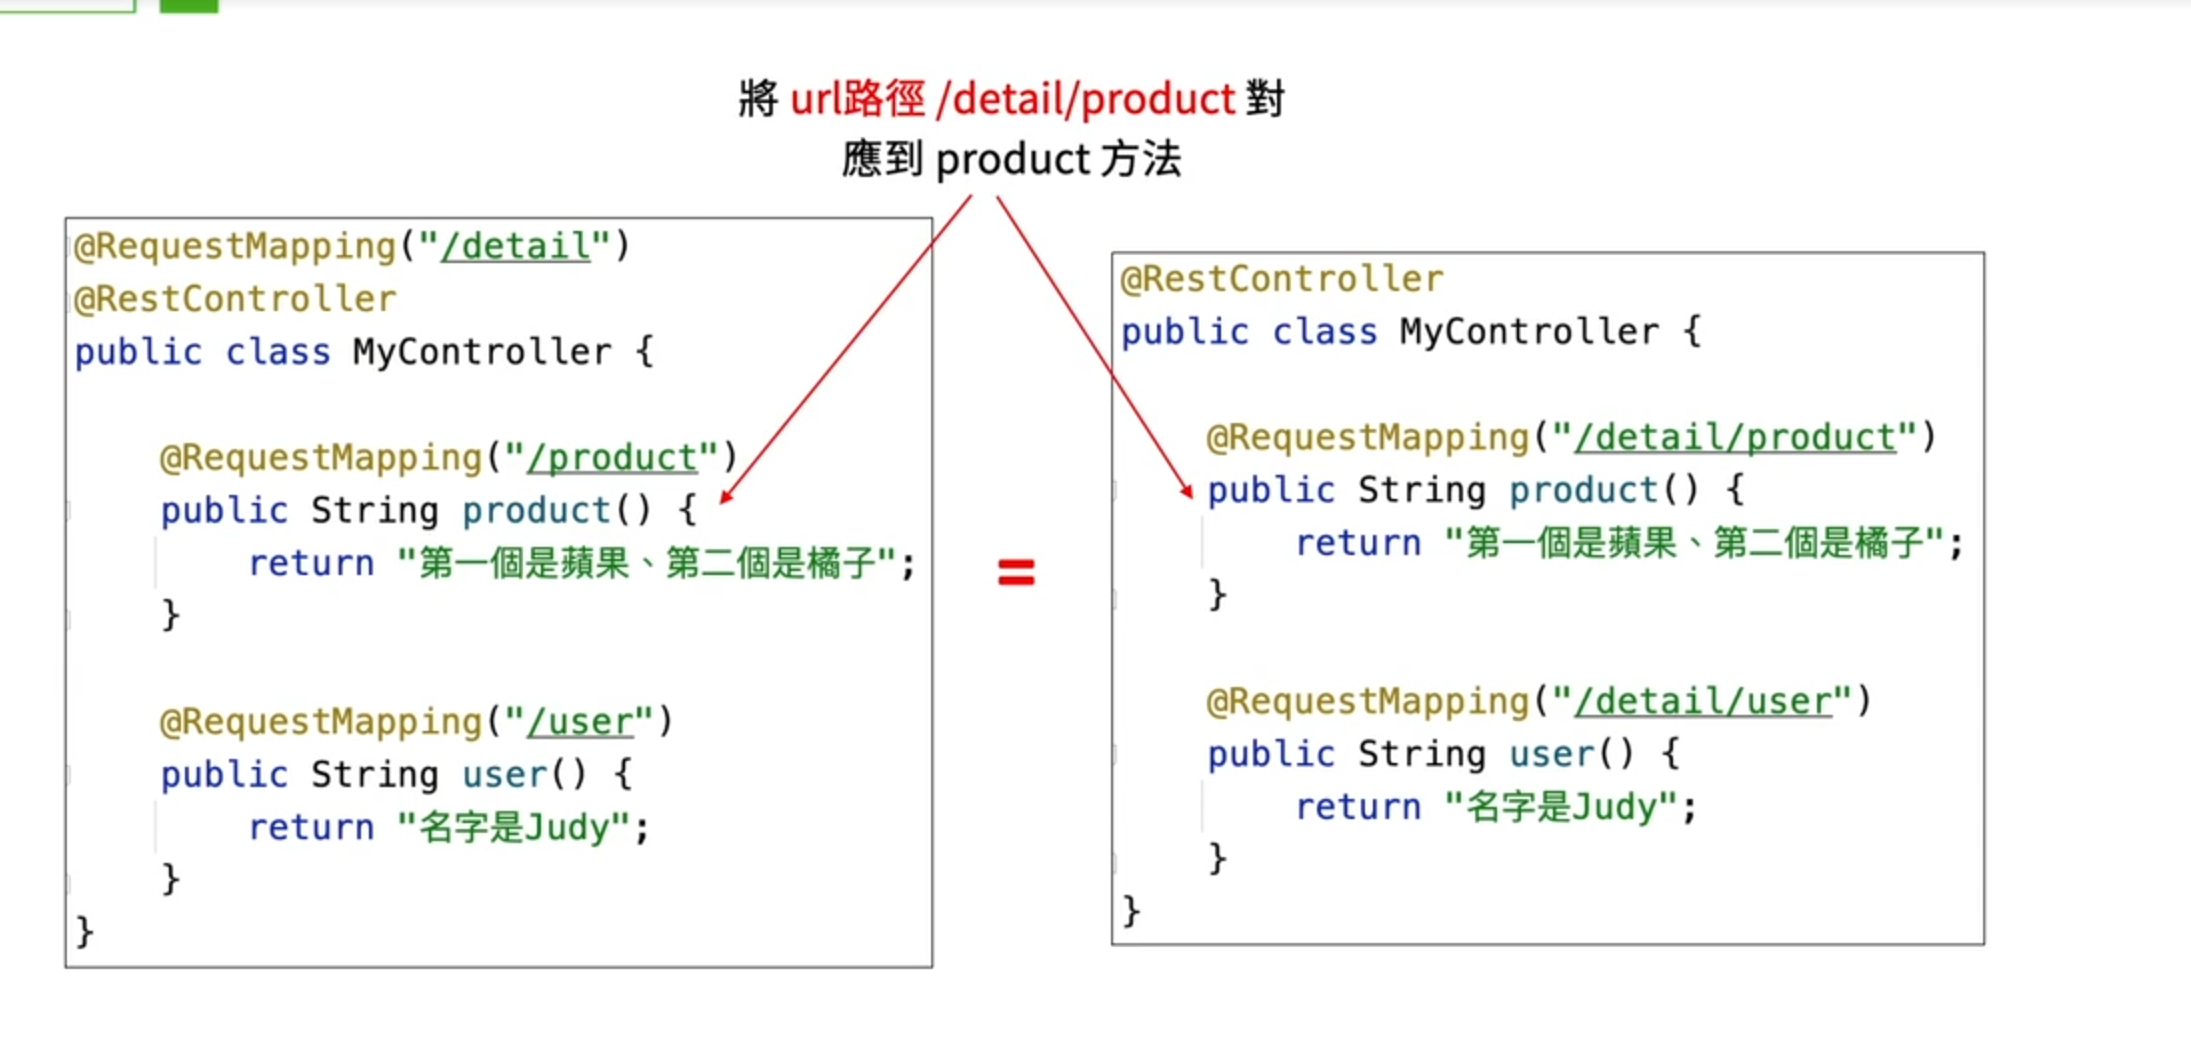 將 url路徑 /detail/product 對
應到 product 方法
@RequestMapping("/detail")
@RestController
public class MyController {
@RequestMapping("/product")
public String product() {
return "第一個是蘋果、第二個是橘子";
}
@RequestMapping("/user")
public String user() {
return "名字是Judy";
}
}
=
@RestController
public class MyController {
@RequestMapping("/detail/product")
public String product() {
return "第一個是蘋果、第二個是橘子";
}
@RequestMapping("/detail/user")
public String user() {
return "名字是Judy";
}
}